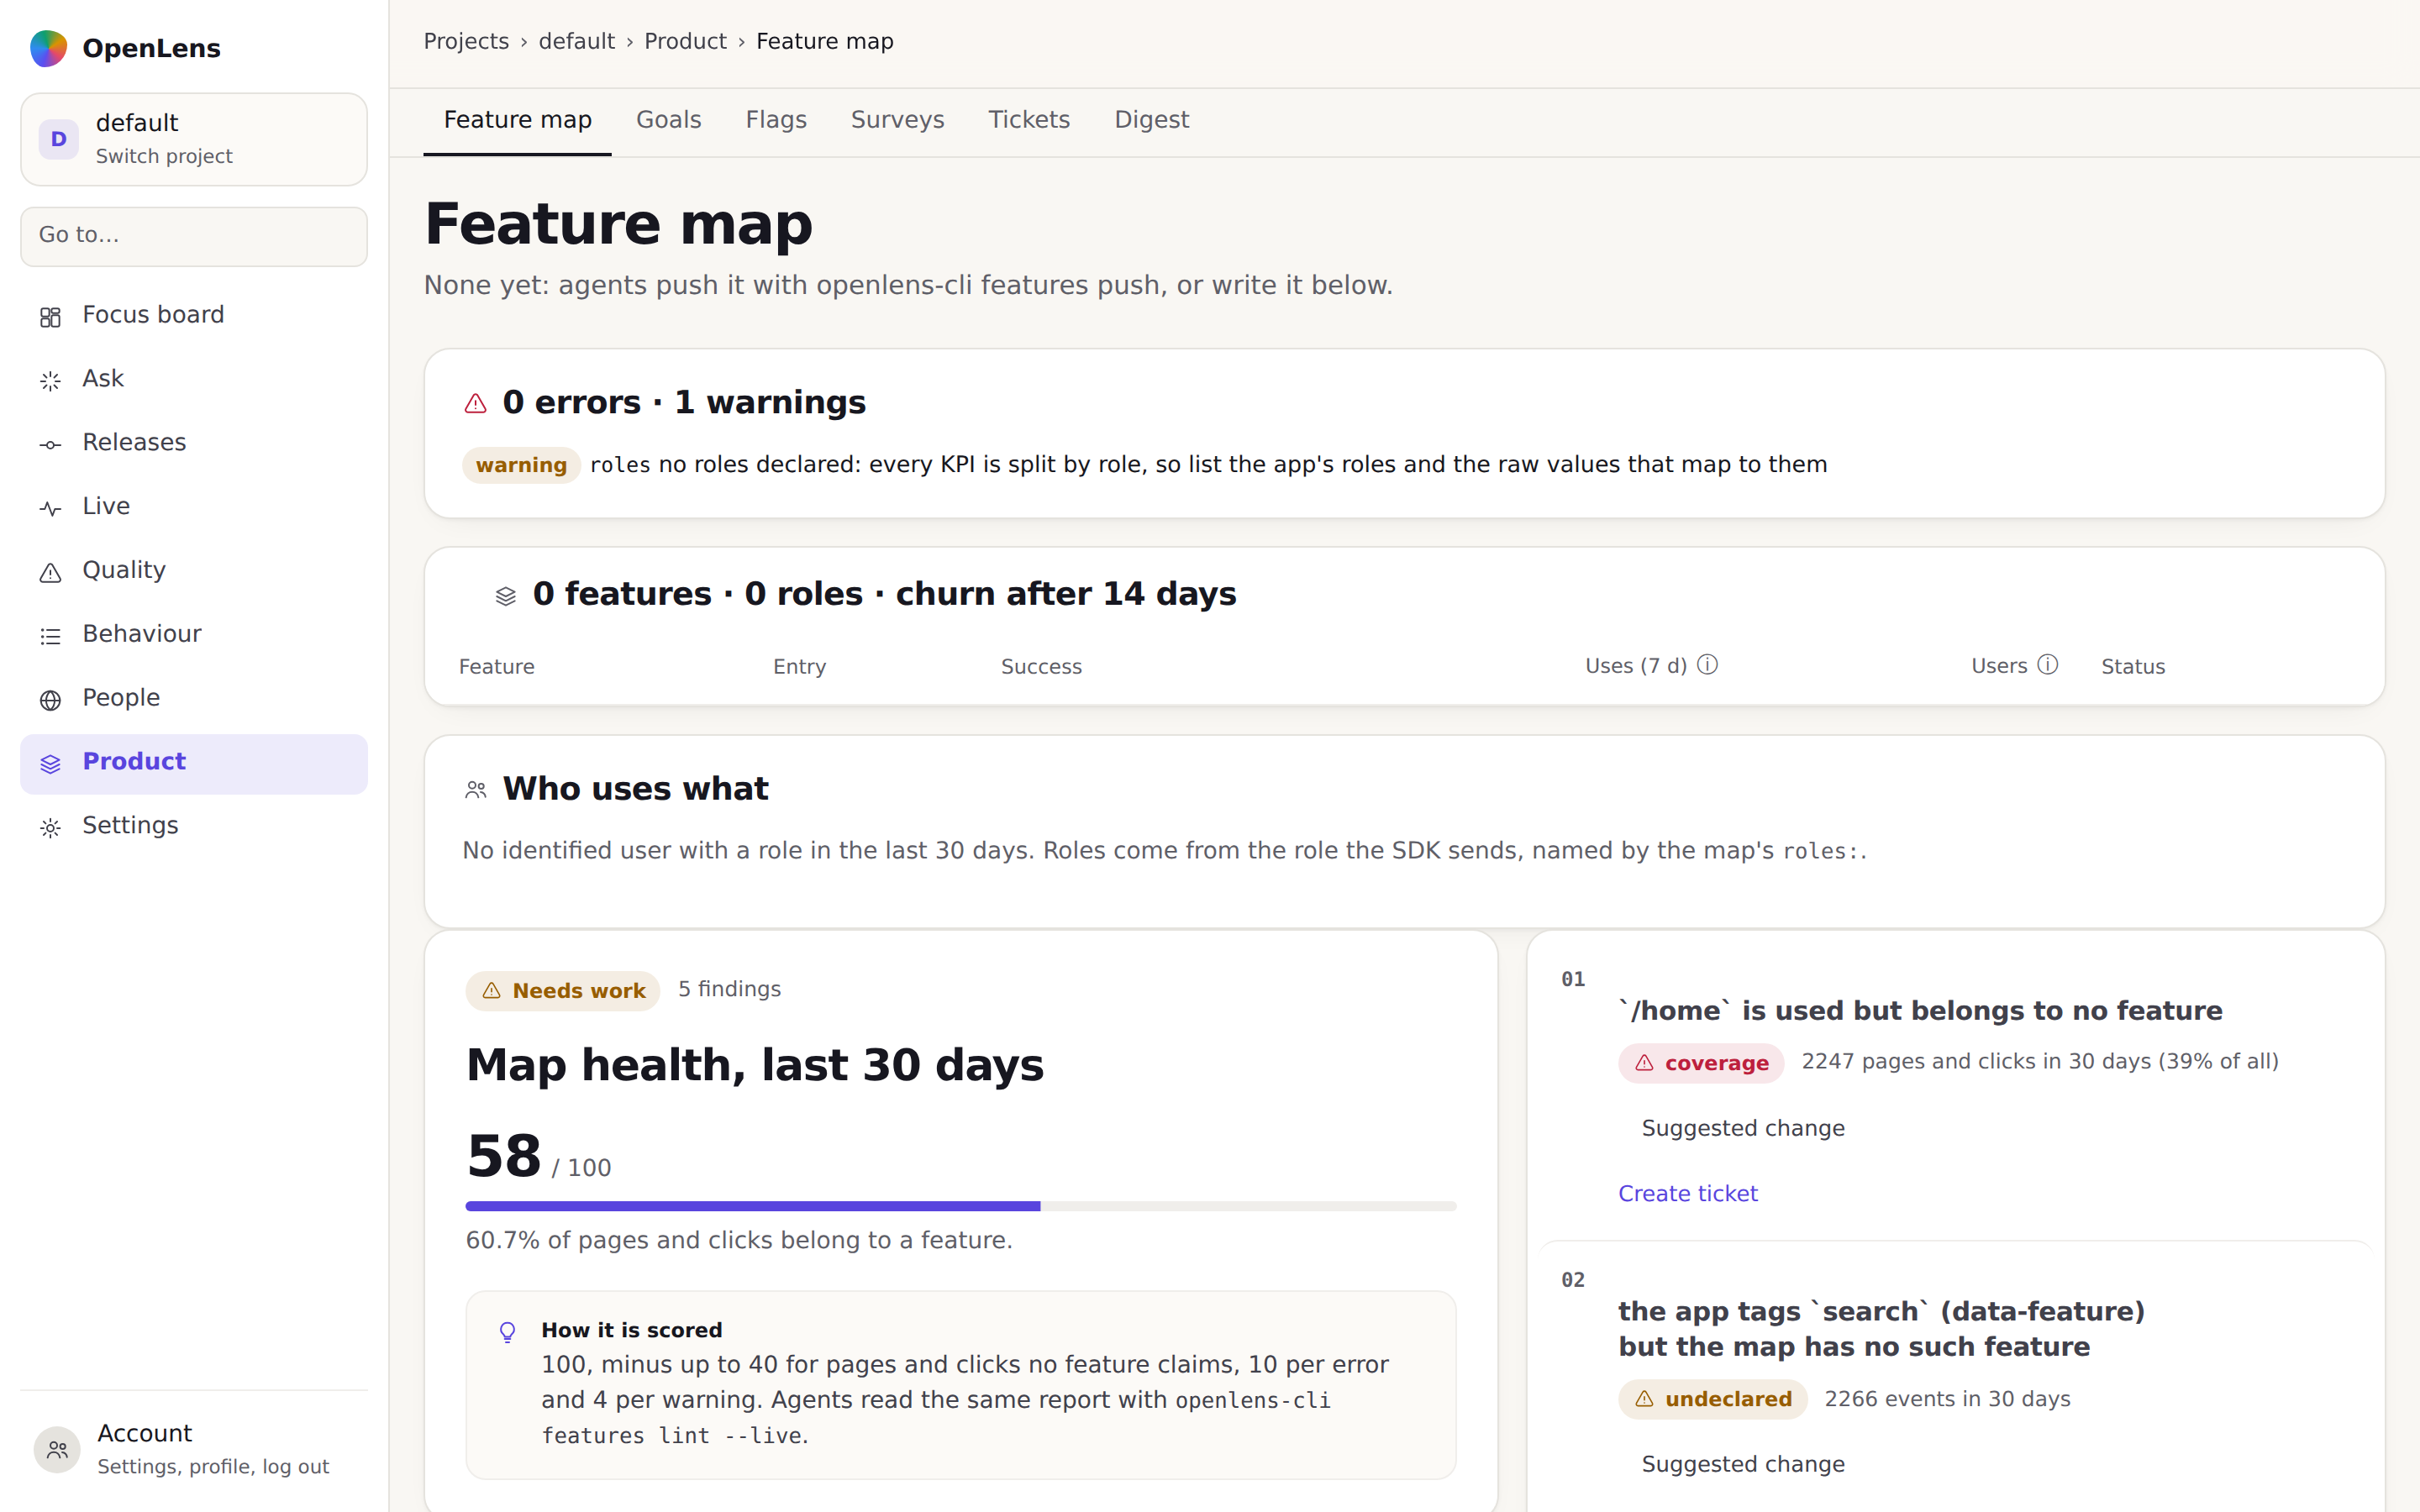 OpenLens
D
default
Switch project
Go to...
Focus board
Ask
Releases
Live
Quality
Behaviour
People
Product
Settings
Account
Settings, profile, log out
Projects › default › Product › Feature map
Feature map Goals Flags Surveys Tickets Digest
Feature map
None yet: agents push it with openlens-cli features push, or write it below.
0 errors · 1 warnings
warning roles no roles declared: every KPI is split by role, so list the app's roles and the raw values that map to them
0 features · 0 roles · churn after 14 days
Feature Entry Success Uses (7 d) ⓘ Users ⓘ Status
Who uses what
No identified user with a role in the last 30 days. Roles come from the role the SDK sends, named by the map's roles:.
Needs work 5 findings
Map health, last 30 days
58 / 100
60.7% of pages and clicks belong to a feature.
How it is scored
100, minus up to 40 for pages and clicks no feature claims, 10 per error
and 4 per warning. Agents read the same report with openlens-cli
features lint --live.
01
`/home` is used but belongs to no feature
coverage 2247 pages and clicks in 30 days (39% of all)
Suggested change
Create ticket
02
the app tags `search` (data-feature)
but the map has no such feature
undeclared 2266 events in 30 days
Suggested change